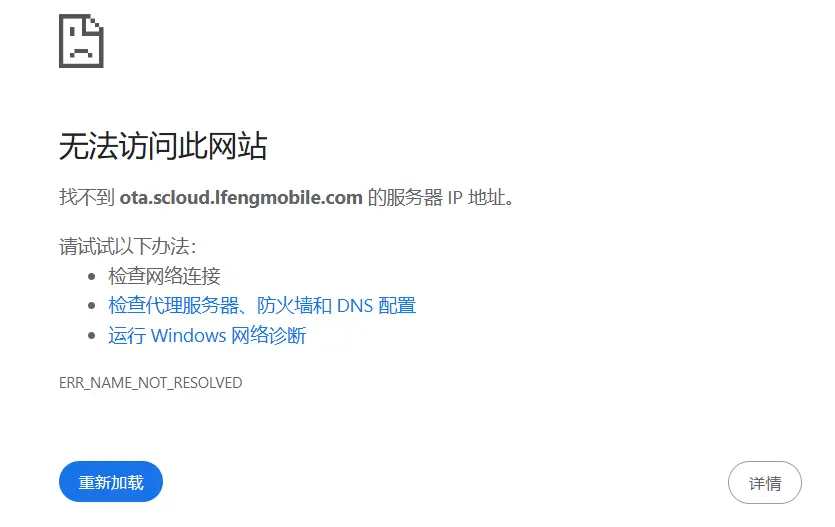 无法访问此网站
找不到 ota.scloud.lfengmobile.com 的服务器 IP 地址。
请试试以下办法：
检查网络连接
检查代理服务器、防火墙和 DNS 配置
运行 Windows 网络诊断
ERR_NAME_NOT_RESOLVED
重新加载
详情